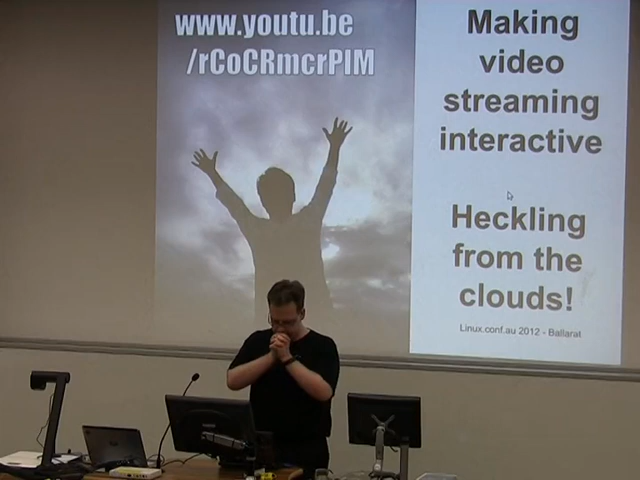 www.youtu.be
/rCoCRmcrPIM
Making
video
streaming
interactive
Heckling
from the
clouds!
Linux.conf.au 2012 - Ballarat